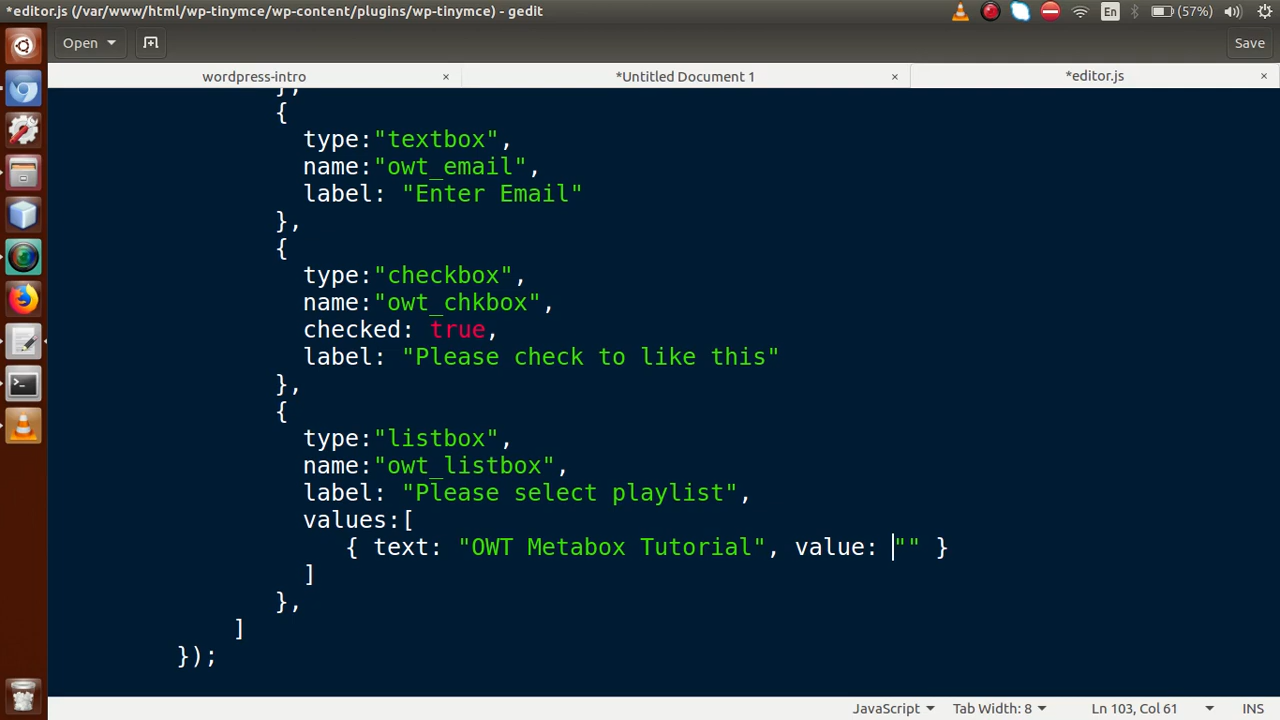 *editor.js (/var/www/html/wp-tinymce/wp-content/plugins/wp-tinymce) - gedit
En
(57%)
Open
Save
wordpress-intro × *Untitled Document 1 × *editor.js ×
},
{
type:"textbox",
name:"owt_email",
label: "Enter Email"
},
{
type:"checkbox",
name:"owt_chkbox",
checked: true,
label: "Please check to like this"
},
{
type:"listbox",
name:"owt_listbox",
label: "Please select playlist",
values:[
{ text: "OWT Metabox Tutorial", value: "" }
]
},
]
});
JavaScript Tab Width: 8 Ln 103, Col 61 INS